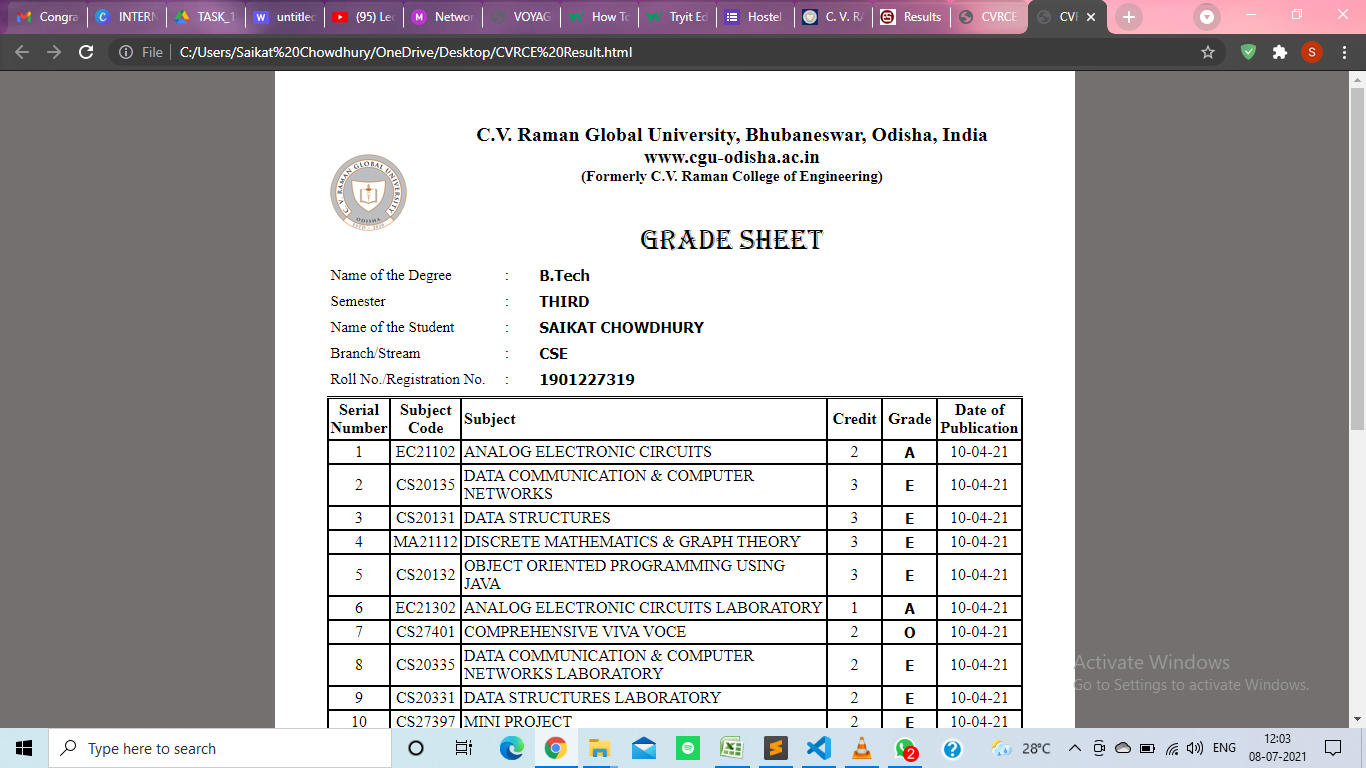 Congra
INTERN
TASK_1
untitled
(95) Lec
Networ
VOYAG
How To
Tryit Ed
Hostel
C. V. RA
Results
CVRCE
CVI
File
C:/Users/Saikat%20Chowdhury/OneDrive/Desktop/CVRCE%20Result.html
S
C.V. Raman Global University, Bhubaneswar, Odisha, India
www.cgu-odisha.ac.in
(Formerly C.V. Raman College of Engineering)
C. V. RAMAN GLOBAL UNIVERSITY
ODISHA
GRADE SHEET
Name of the Degree : B.Tech
Semester : THIRD
Name of the Student : SAIKAT CHOWDHURY
Branch/Stream : CSE
Roll No./Registration No. : 1901227319
Serial Number Subject Code Subject Credit Grade Date of Publication
1 EC21102 ANALOG ELECTRONIC CIRCUITS 2 A 10-04-21
2 CS20135 DATA COMMUNICATION & COMPUTER NETWORKS 3 E 10-04-21
3 CS20131 DATA STRUCTURES 3 E 10-04-21
4 MA21112 DISCRETE MATHEMATICS & GRAPH THEORY 3 E 10-04-21
5 CS20132 OBJECT ORIENTED PROGRAMMING USING JAVA 3 E 10-04-21
6 EC21302 ANALOG ELECTRONIC CIRCUITS LABORATORY 1 A 10-04-21
7 CS27401 COMPREHENSIVE VIVA VOCE 2 O 10-04-21
8 CS20335 DATA COMMUNICATION & COMPUTER NETWORKS LABORATORY 2 E 10-04-21
9 CS20331 DATA STRUCTURES LABORATORY 2 E 10-04-21
10 CS27397 MINI PROJECT 2 E 10-04-21
Activate Windows
Go to Settings to activate Windows.
Type here to search
2
28°C
ENG
12:03
08-07-2021